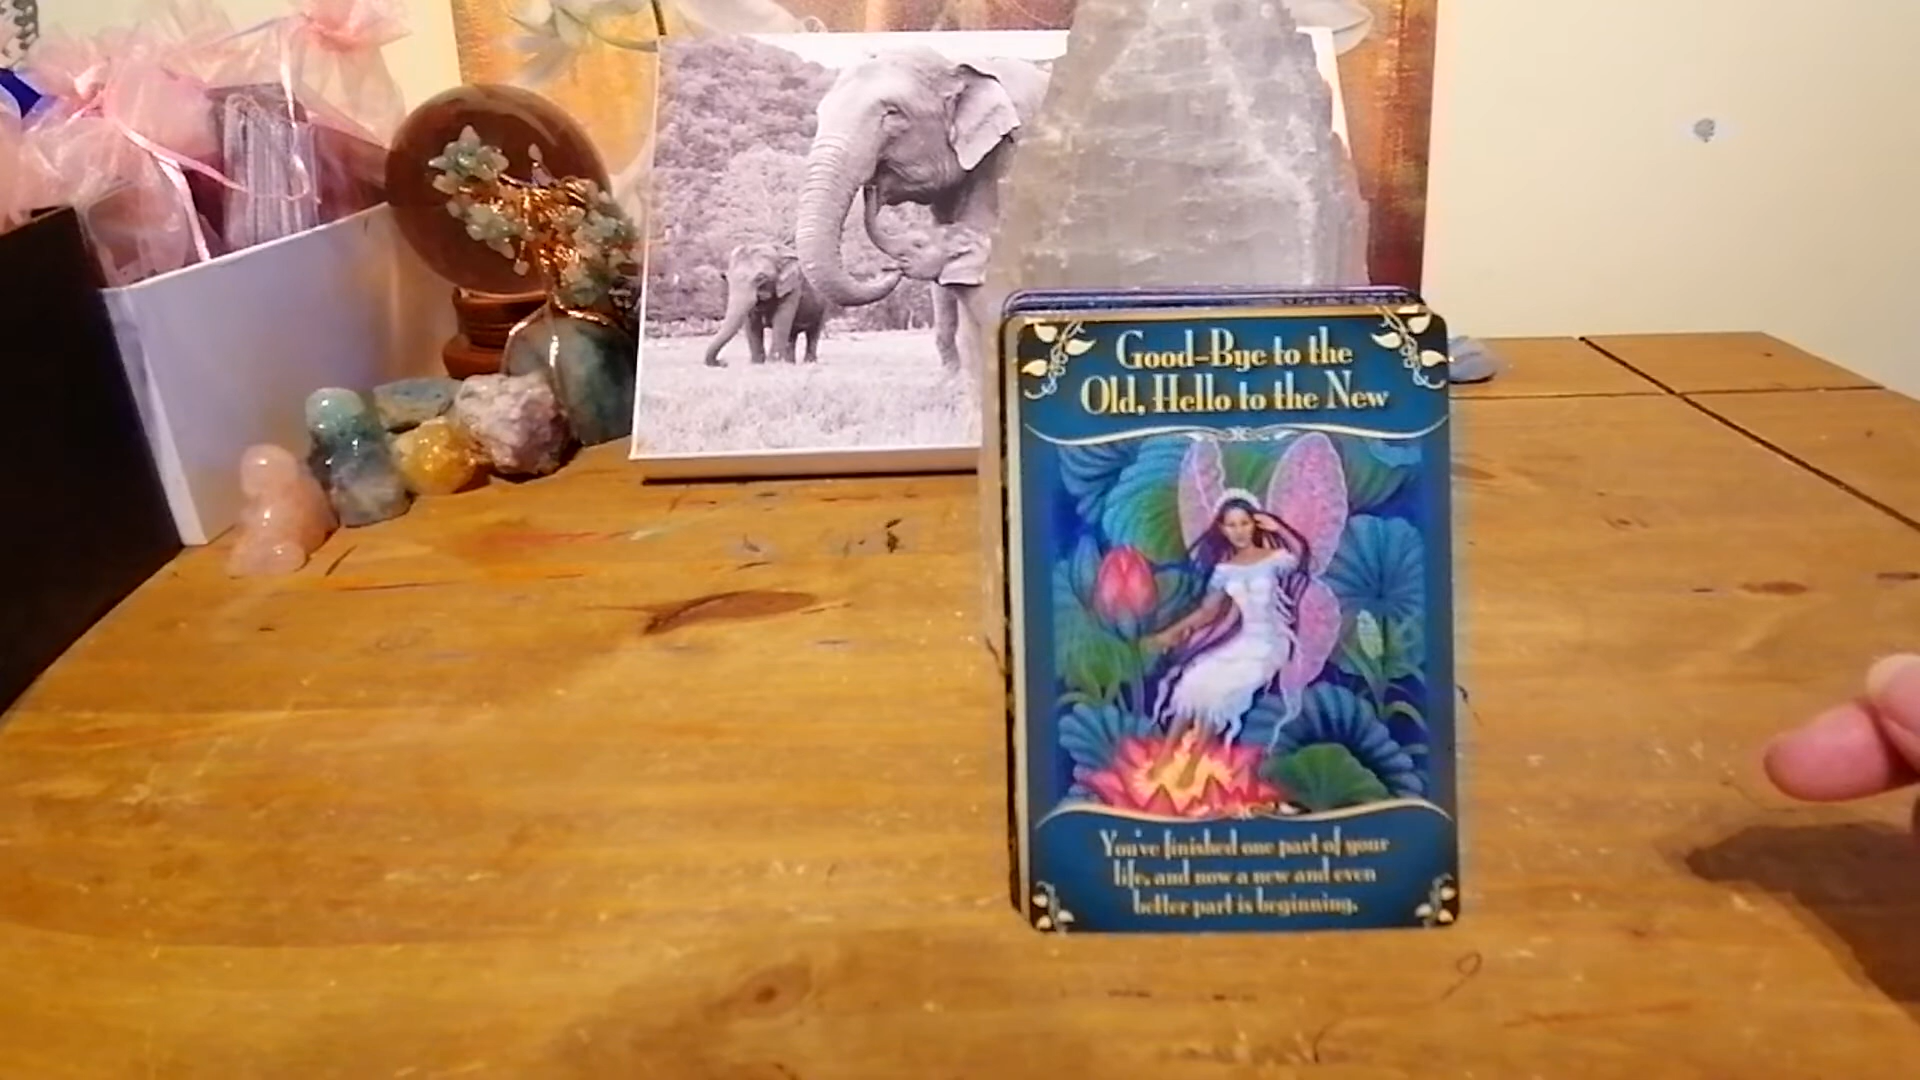 Good-Bye to the
Old, Hello to the New
You've finished one part of your
life, and now a new and even
better part is beginning.